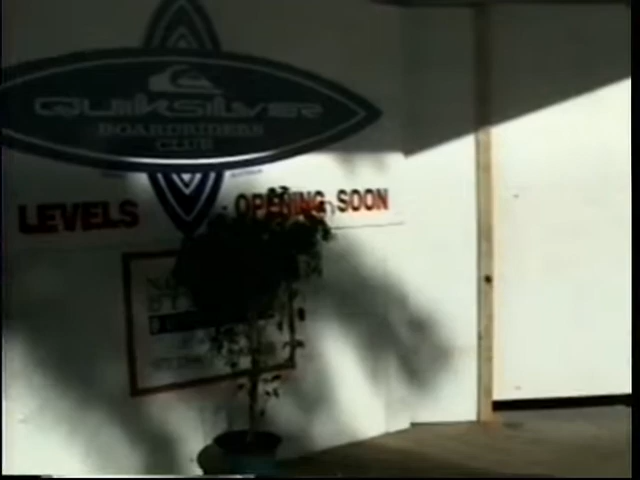 QUIKSILVER
BOARDRIDERS
CLUB
LEVELS OPENING SOON